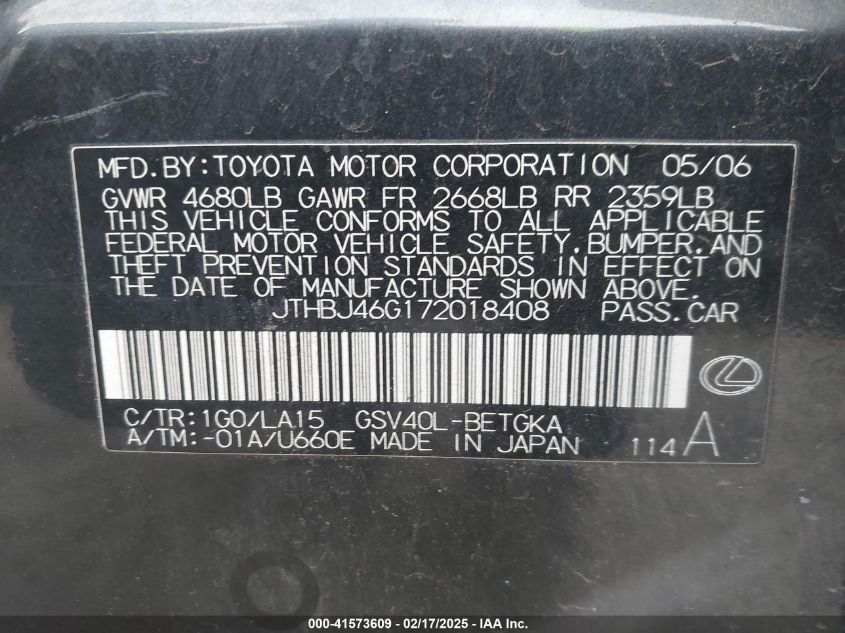 MFD.BY:TOYOTA MOTOR CORPORATION 05/06
GVWR 4680LB GAWR FR 2668LB RR 2359LB
THIS VEHICLE CONFORMS TO ALL APPLICABLE
FEDERAL MOTOR VEHICLE SAFETY,BUMPER,AND
THEFT PREVENTION STANDARDS IN EFFECT ON
THE DATE OF MANUFACTURE SHOWN ABOVE.
JTHBJ46G172018408 PASS.CAR
C/TR:1G0/LA15 GSV40L-BETGKA
A/TM:-01A/U660E MADE IN JAPAN 114A
000-41573609 - 02/17/2025 - IAA, Inc.